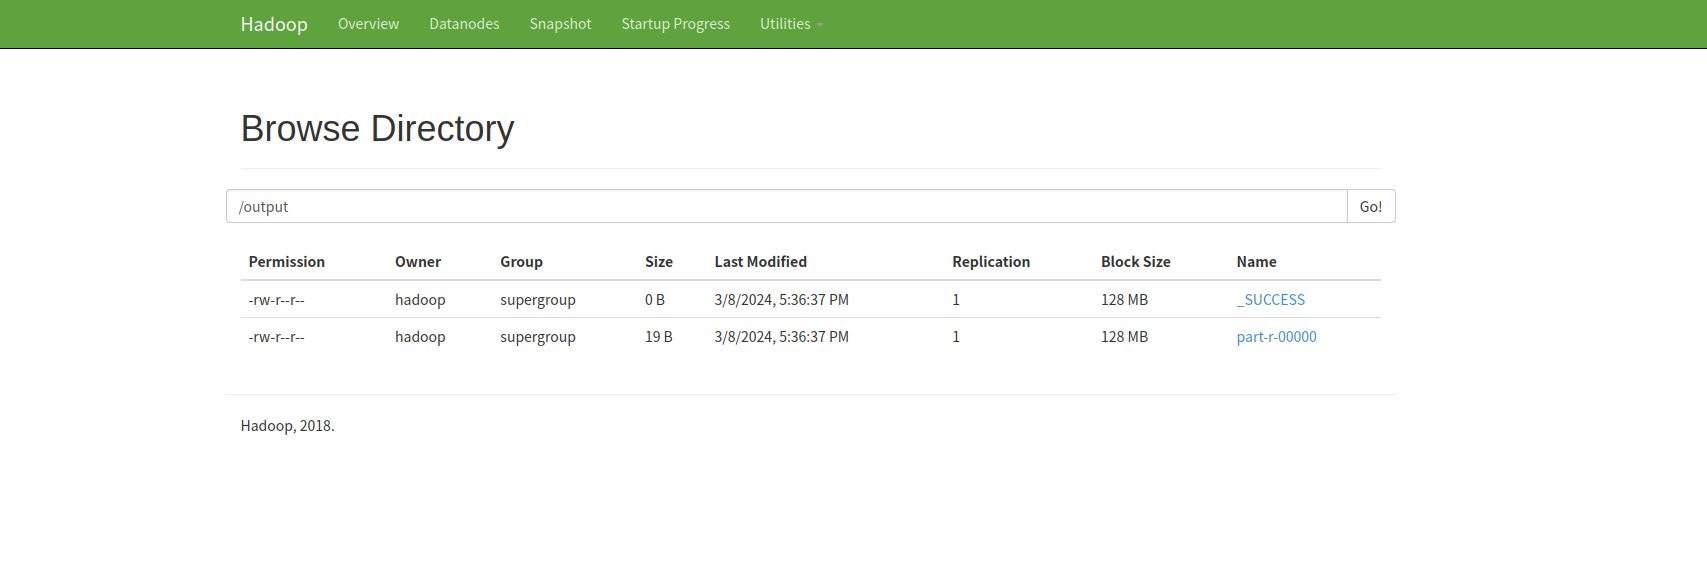 Hadoop Overview Datanodes Snapshot Startup Progress Utilities
Browse Directory
/output Go!
Permission Owner Group Size Last Modified Replication Block Size Name
-rw-r--r-- hadoop supergroup 0 B 3/8/2024, 5:36:37 PM 1 128 MB _SUCCESS
-rw-r--r-- hadoop supergroup 19 B 3/8/2024, 5:36:37 PM 1 128 MB part-r-00000
Hadoop, 2018.